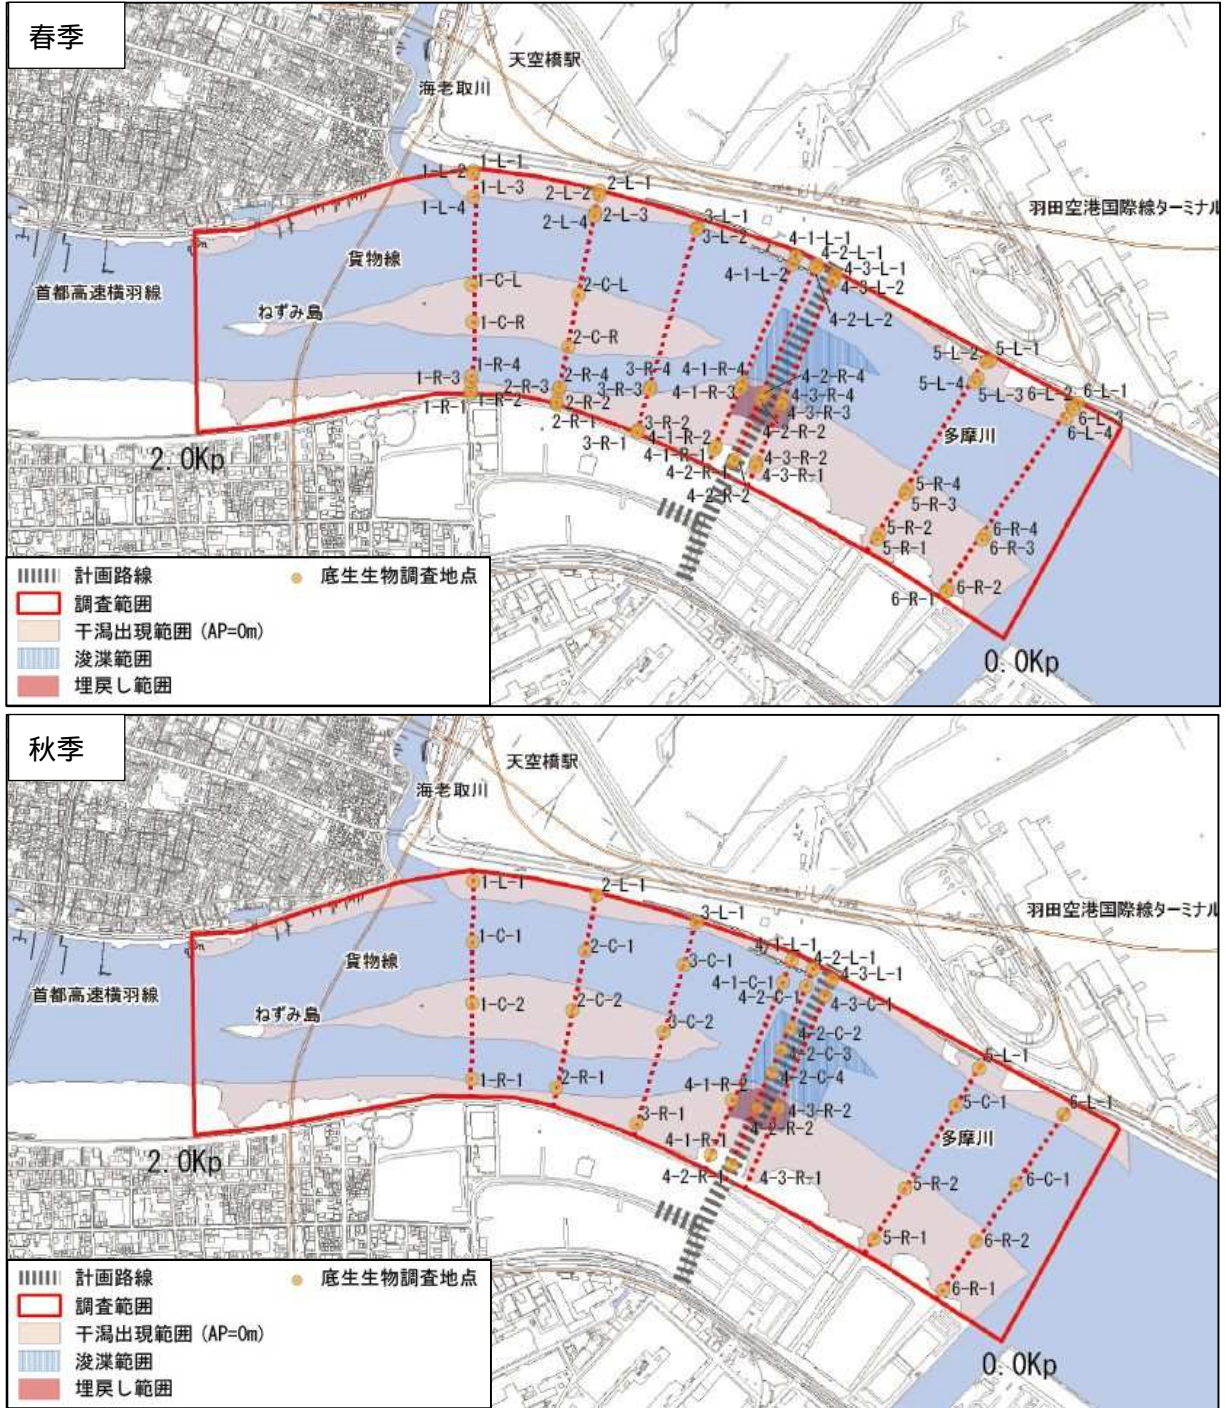 春季
天空橋駅
海老取川
羽田空港国際線ターミナル
首都高速横羽線
貨物線
ねずみ島
多摩川
1-L-1
1-L-2
1-L-3
1-L-4
1-C-L
1-C-R
1-R-4
1-R-3
1-R-2
1-R-1
2-L-1
2-L-2
2-L-3
2-L-4
2-C-L
2-C-R
2-R-4
2-R-3
2-R-2
2-R-1
3-L-1
3-L-2
3-R-4
3-R-3
3-R-2
3-R-1
4-1-L-1
4-1-L-2
4-1-R-4
4-1-R-3
4-1-R-2
4-1-R-1
4-2-L-1
4-2-L-2
4-2-R-4
4-2-R-2
4-2-R-1
4-2-R-2
4-3-L-1
4-3-L-2
4-3-R-4
4-3-R-3
4-3-R-2
4-3-R-1
5-L-1
5-L-2
5-L-3
5-L-4
5-R-4
5-R-3
5-R-2
5-R-1
6-L-1
6-L-2
6-L-3
6-L-4
6-R-4
6-R-3
6-R-2
6-R-1
2.0Kp
0.0Kp
計画路線
底生生物調査地点
調査範囲
干潟出現範囲 (AP=0m)
浚渫範囲
埋戻し範囲
秋季
天空橋駅
海老取川
羽田空港国際線ターミナル
首都高速横羽線
貨物線
ねずみ島
多摩川
1-L-1
1-C-1
1-C-2
1-R-1
2-L-1
2-C-1
2-C-2
2-R-1
3-L-1
3-C-1
3-C-2
3-R-1
4-1-L-1
4-1-C-1
4-1-R-2
4-1-R-1
4-2-L-1
4-2-C-1
4-2-C-2
4-2-C-3
4-2-C-4
4-2-R-2
4-2-R-1
4-3-L-1
4-3-C-1
4-3-R-2
4-3-R-1
5-L-1
5-C-1
5-R-2
5-R-1
6-L-1
6-C-1
6-R-2
6-R-1
2.0Kp
0.0Kp
計画路線
底生生物調査地点
調査範囲
干潟出現範囲 (AP=0m)
浚渫範囲
埋戻し範囲